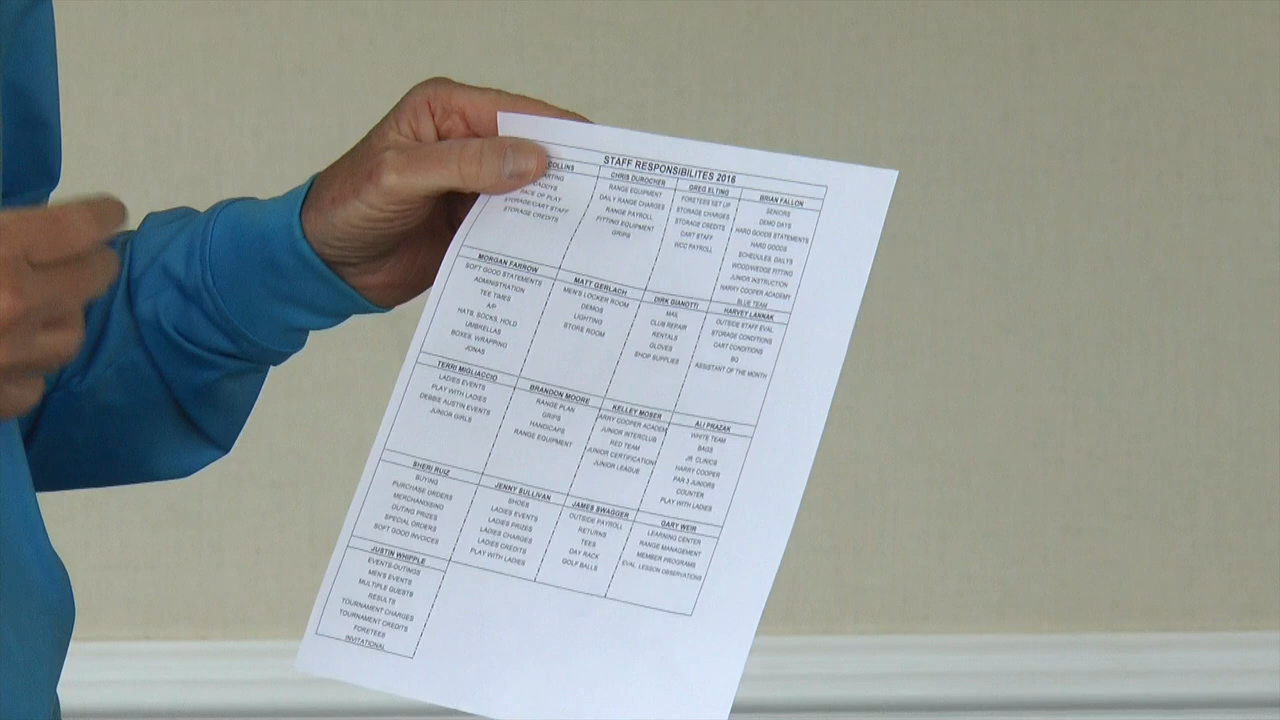 STAFF RESPONSIBILITES 2016
COLLINS
PACE OF PLAY
STORAGE/CART STAFF
STORAGE CREDITS
CHRIS DUROCHER
RANGE EQUIPMENT
DAILY RANGE CHARGES
RANGE PAYROLL
FITTING EQUIPMENT
GRIPS
GREG ELTING
FORETEES SET UP
STORAGE CHARGES
STORAGE CREDITS
CART STAFF
WCC PAYROLL
BRIAN FALLON
SENIORS
DEMO DAYS
HARD GOODS STATEMENTS
HARD GOODS
SCHEDULES, DAILYS
WOOD/WEDGE FITTING
JUNIOR INSTRUCTION
HARRY COOPER ACADEMY
BLUE TEAM
MORGAN FARROW
SOFT GOOD STATEMENTS
ADMINISTRATION
TEE TIMES
A/P
HATS, SOCKS, HOLD
UMBRELLAS
BOXES, WRAPPING
JONAS
MATT GERLACH
MEN'S LOCKER ROOM
DEMOS
LIGHTING
STORE ROOM
DIRK GIANOTTI
MAIL
CLUB REPAIR
RENTALS
GLOVES
SHOP SUPPLIES
HARVEY LANNAK
OUTSIDE STAFF EVAL
STORAGE CONDITIONS
CART CONDITIONS
BQ
ASSISTANT OF THE MONTH
TERRI MIGLIACCIO
LADIES EVENTS
PLAY WITH LADIES
DEBBIE AUSTIN EVENTS
JUNIOR GIRLS
BRANDON MOORE
RANGE PLAN
GRIPS
HANDICAPS
RANGE EQUIPMENT
KELLEY MOSER
ARRY COOPER ACADEM
JUNIOR INTERCLUB
RED TEAM
JUNIOR CERTIFICATION
JUNIOR LEAGUE
ALI PRAZAK
WHITE TEAM
BAGS
JR. CLINICS
HARRY COOPER
PAR 3 JUNIORS
COUNTER
PLAY WITH LADIES
SHERI RUIZ
BUYING
PURCHASE ORDERS
MERCHANDISING
OUTING PRIZES
SPECIAL ORDERS
SOFT GOOD INVOICES
JENNY SULLIVAN
SHOES
LADIES EVENTS
LADIES PRIZES
LADIES CHARGES
LADIES CREDITS
PLAY WITH LADIES
JAMES SWAGGER
OUTSIDE PAYROLL
RETURNS
TEES
DAY RACK
GOLF BALLS
GARY WEIR
LEARNING CENTER
RANGE MANAGEMENT
MEMBER PROGRAMS
EVAL. LESSON OBSERVATIONS
JUSTIN WHIPPLE
EVENTS-OUTINGS
MEN'S EVENTS
MULTIPLE GUESTS
RESULTS
TOURNAMENT CHARGES
TOURNAMENT CREDITS
FORETEES
INVITATIONAL